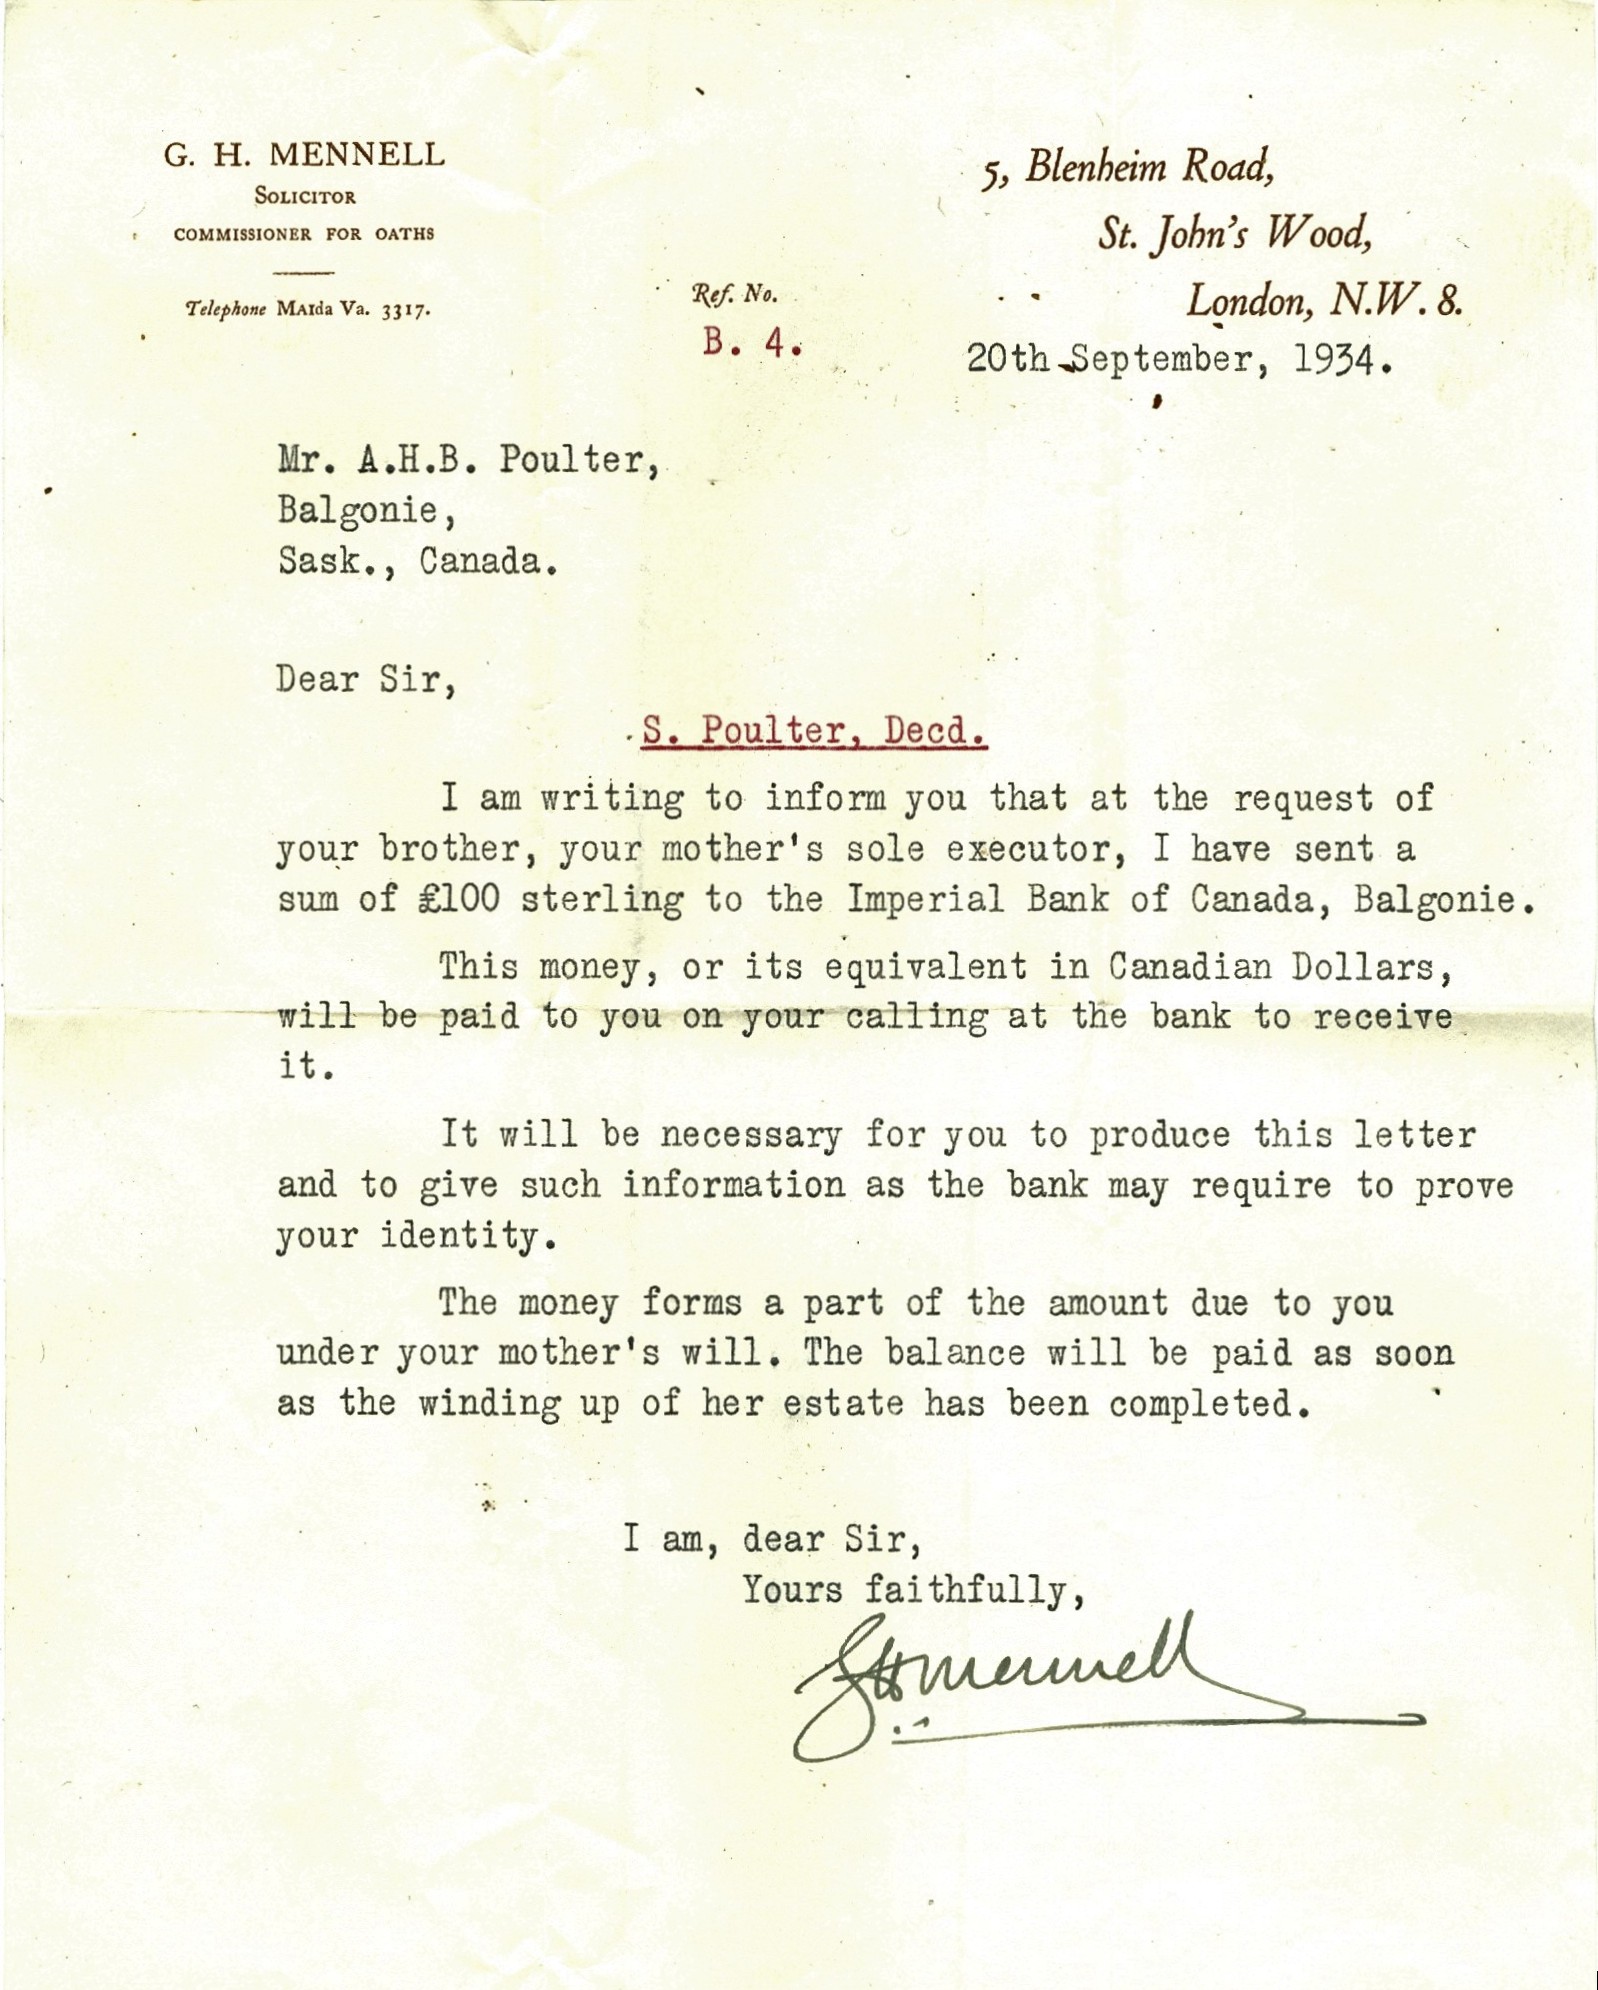 G. H. MENNELL
SOLICITOR
COMMISSIONER FOR OATHS
Telephone MAIda Va. 3317.
Ref. No.
B. 4.
5, Blenheim Road,
St. John's Wood,
London, N.W. 8.
20th September, 1934.
Mr. A.H.B. Poulter,
Balgonie,
Sask., Canada.
Dear Sir,
S. Poulter, Decd.
I am writing to inform you that at the request of
your brother, your mother's sole executor, I have sent a
sum of £100 sterling to the Imperial Bank of Canada, Balgonie.
This money, or its equivalent in Canadian Dollars,
will be paid to you on your calling at the bank to receive
it.
It will be necessary for you to produce this letter
and to give such information as the bank may require to prove
your identity.
The money forms a part of the amount due to you
under your mother's will. The balance will be paid as soon
as the winding up of her estate has been completed.
I am, dear Sir,
Yours faithfully,
G H Mennell